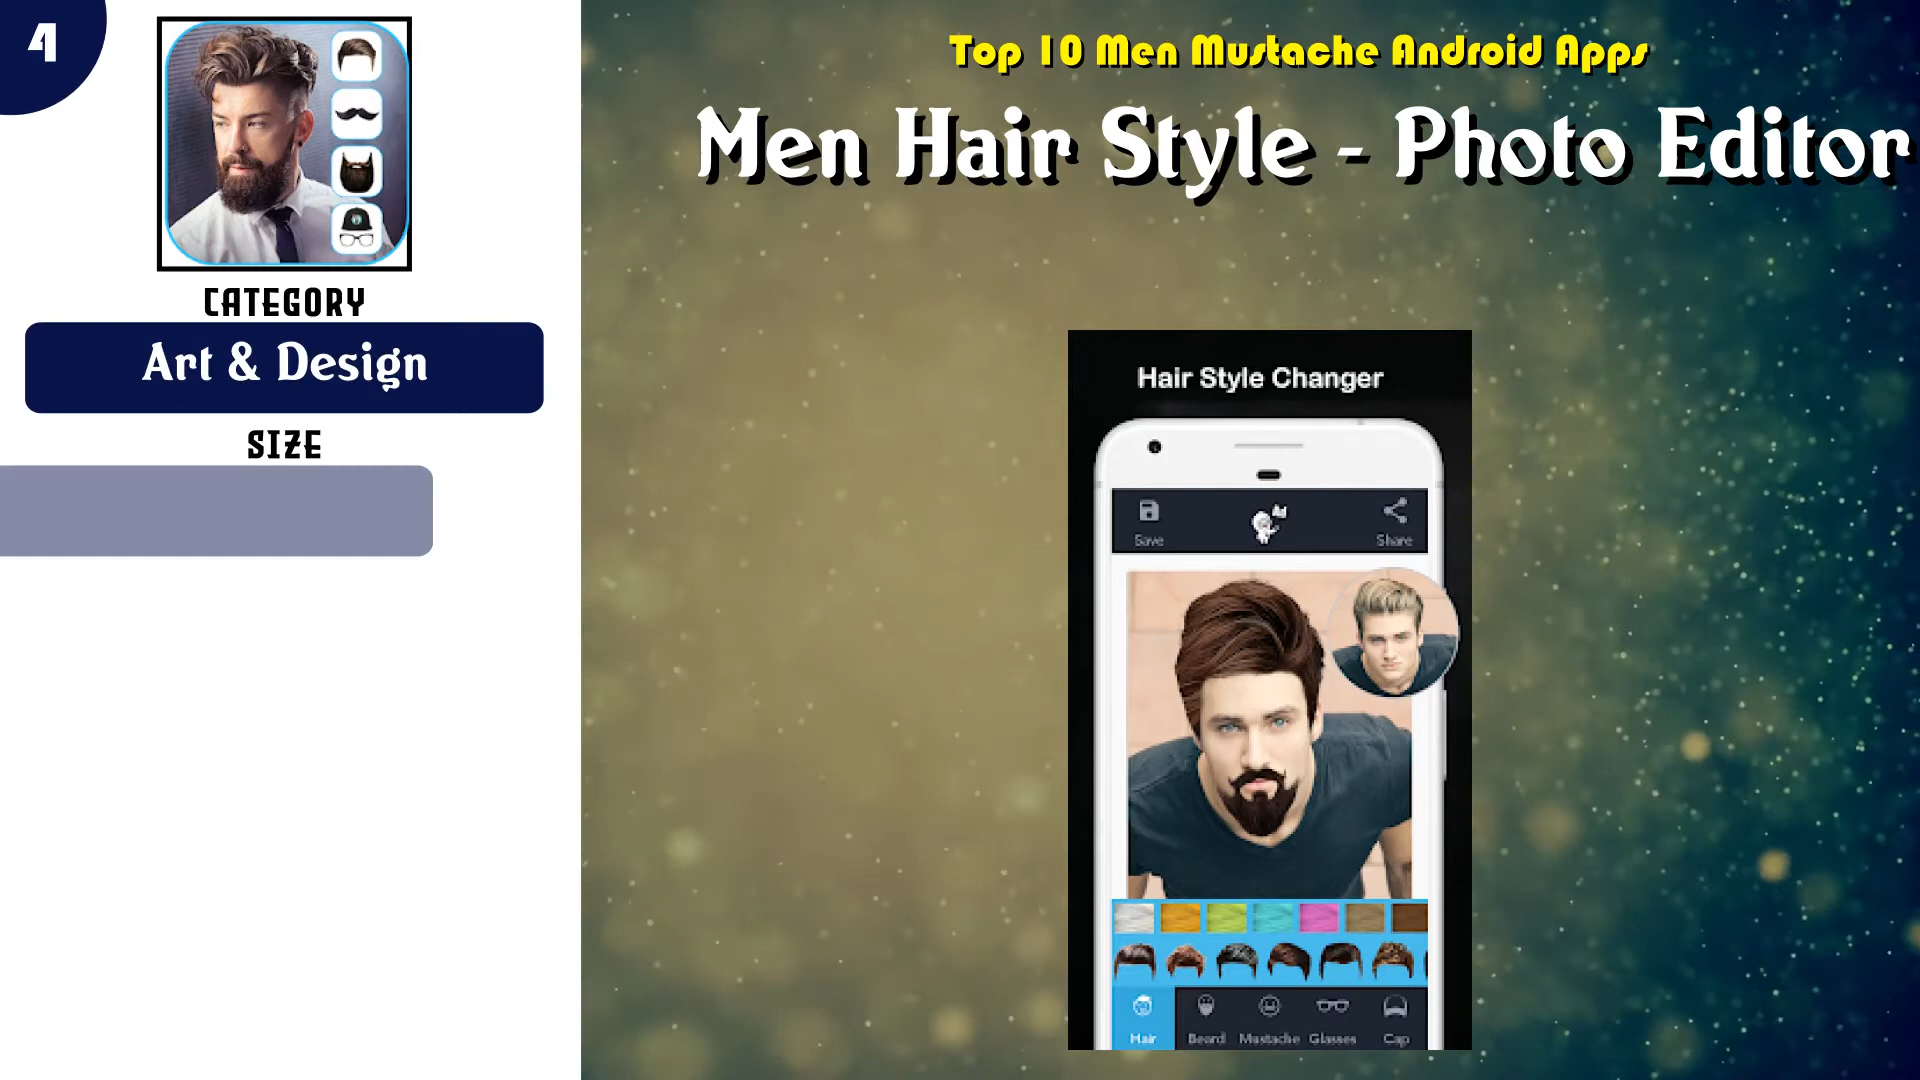 4
Top 10 Men Mustache Android Apps
Men Hair Style - Photo Editor
CATEGORY
Art & Design
SIZE
Hair Style Changer
Save
Share
Hair
Beard
Mustache
Glasses
Cap